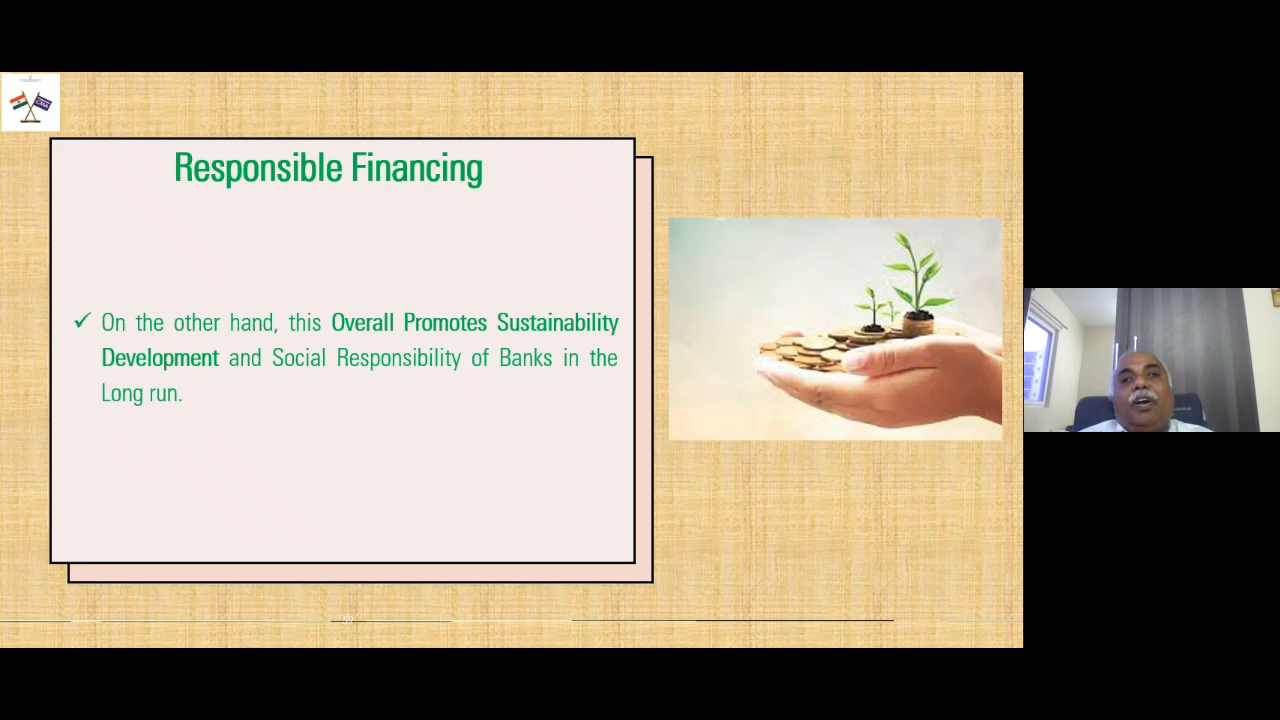 Responsible Financing
✓ On the other hand, this Overall Promotes Sustainability
Development and Social Responsibility of Banks in the
Long run.